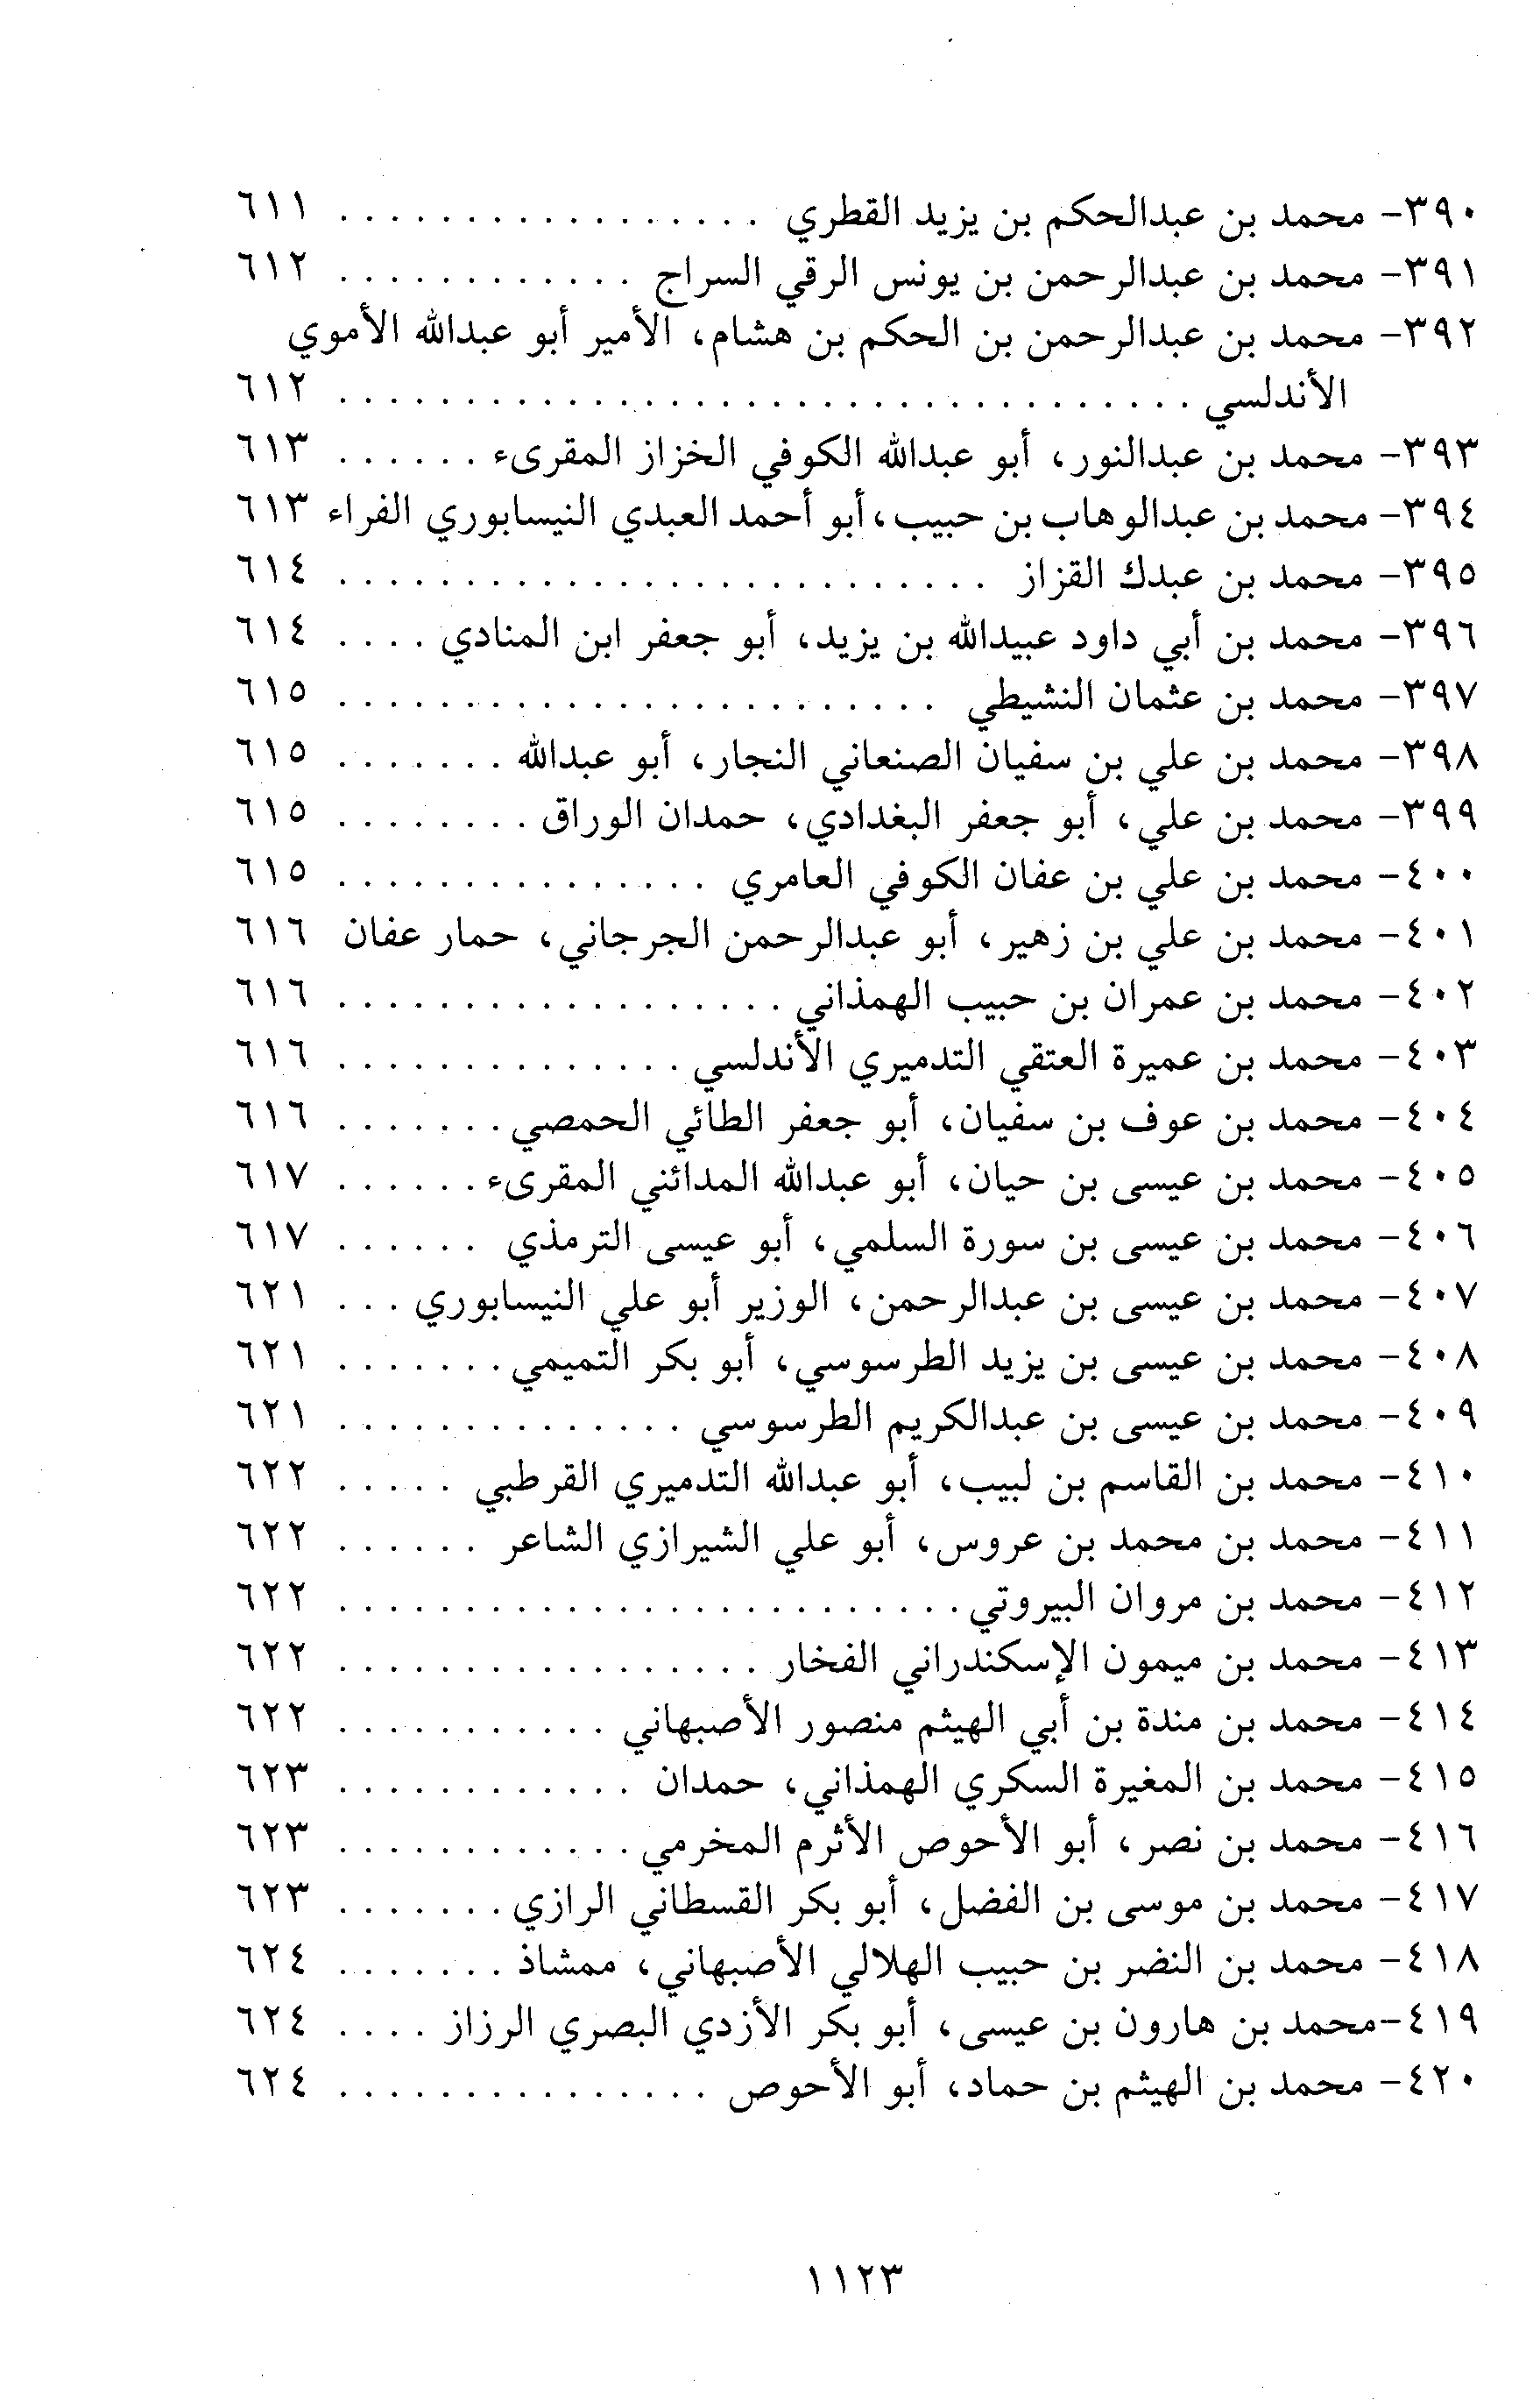 ٣٩٠- محمد بن عبدالحكم بن يزيد القطري . . . . . . . . . . . . . . . . . ٦١١
٣٩١- محمد بن عبدالرحمن بن يونس الرقي السراج . . . . . . . . . . . . ٦١٢
٣٩٢- محمد بن عبدالرحمن بن الحكم بن هشام، الأمير أبو عبدالله الأموي
الأندلسي . . . . . . . . . . . . . . . . . . . . . . . . . . . . . . . . . . ٦١٢
٣٩٣- محمد بن عبدالنور، أبو عبدالله الكوفي الخزاز المقرىء . . . . . . ٦١٣
٣٩٤- محمد بن عبدالوهاب بن حبيب، أبو أحمد العبدي النيسابوري الفراء ٦١٣
٣٩٥- محمد بن عبدك القزاز . . . . . . . . . . . . . . . . . . . . . . . . . . ٦١٤
٣٩٦- محمد بن أبي داود عبيدالله بن يزيد، أبو جعفر ابن المنادي . . . . ٦١٤
٣٩٧- محمد بن عثمان النشيطي . . . . . . . . . . . . . . . . . . . . . . . . ٦١٥
٣٩٨- محمد بن علي بن سفيان الصنعاني النجار، أبو عبدالله . . . . . . . ٦١٥
٣٩٩- محمد بن علي، أبو جعفر البغدادي، حمدان الوراق . . . . . . . . ٦١٥
٤٠٠- محمد بن علي بن عفان الكوفي العامري . . . . . . . . . . . . . . . ٦١٥
٤٠١- محمد بن علي بن زهير، أبو عبدالرحمن الجرجاني، حمار عفان ٦١٦
٤٠٢- محمد بن عمران بن حبيب الهمذاني . . . . . . . . . . . . . . . . . . ٦١٦
٤٠٣- محمد بن عميرة العتقي التدميري الأندلسي . . . . . . . . . . . . . . ٦١٦
٤٠٤- محمد بن عوف بن سفيان، أبو جعفر الطائي الحمصي . . . . . . . ٦١٦
٤٠٥- محمد بن عيسى بن حيان، أبو عبدالله المدائني المقرىء . . . . . . ٦١٧
٤٠٦- محمد بن عيسى بن سورة السلمي، أبو عيسى الترمذي . . . . . . ٦١٧
٤٠٧- محمد بن عيسى بن عبدالرحمن، الوزير أبو علي النيسابوري . . . ٦٢١
٤٠٨- محمد بن عيسى بن يزيد الطرسوسي، أبو بكر التميمي . . . . . . . ٦٢١
٤٠٩- محمد بن عيسى بن عبدالكريم الطرسوسي . . . . . . . . . . . . . . ٦٢١
٤١٠- محمد بن القاسم بن لبيب، أبو عبدالله التدميري القرطبي . . . . . ٦٢٢
٤١١- محمد بن محمد بن عروس، أبو علي الشيرازي الشاعر . . . . . . ٦٢٢
٤١٢- محمد بن مروان البيروتي . . . . . . . . . . . . . . . . . . . . . . . . . ٦٢٢
٤١٣- محمد بن ميمون الإسكندراني الفخار . . . . . . . . . . . . . . . . . ٦٢٢
٤١٤- محمد بن مندة بن أبي الهيثم منصور الأصبهاني . . . . . . . . . . . ٦٢٢
٤١٥- محمد بن المغيرة السكري الهمذاني، حمدان . . . . . . . . . . . . ٦٢٣
٤١٦- محمد بن نصر، أبو الأحوص الأثرم المخرمي . . . . . . . . . . . . ٦٢٣
٤١٧- محمد بن موسى بن الفضل، أبو بكر القسطاني الرازي . . . . . . . ٦٢٣
٤١٨- محمد بن النضر بن حبيب الهلالي الأصبهاني، ممشاذ . . . . . . . ٦٢٤
٤١٩- محمد بن هارون بن عيسى، أبو بكر الأزدي البصري الرزاز . . . . ٦٢٤
٤٢٠- محمد بن الهيثم بن حماد، أبو الأحوص . . . . . . . . . . . . . . . ٦٢٤
١١٢٣